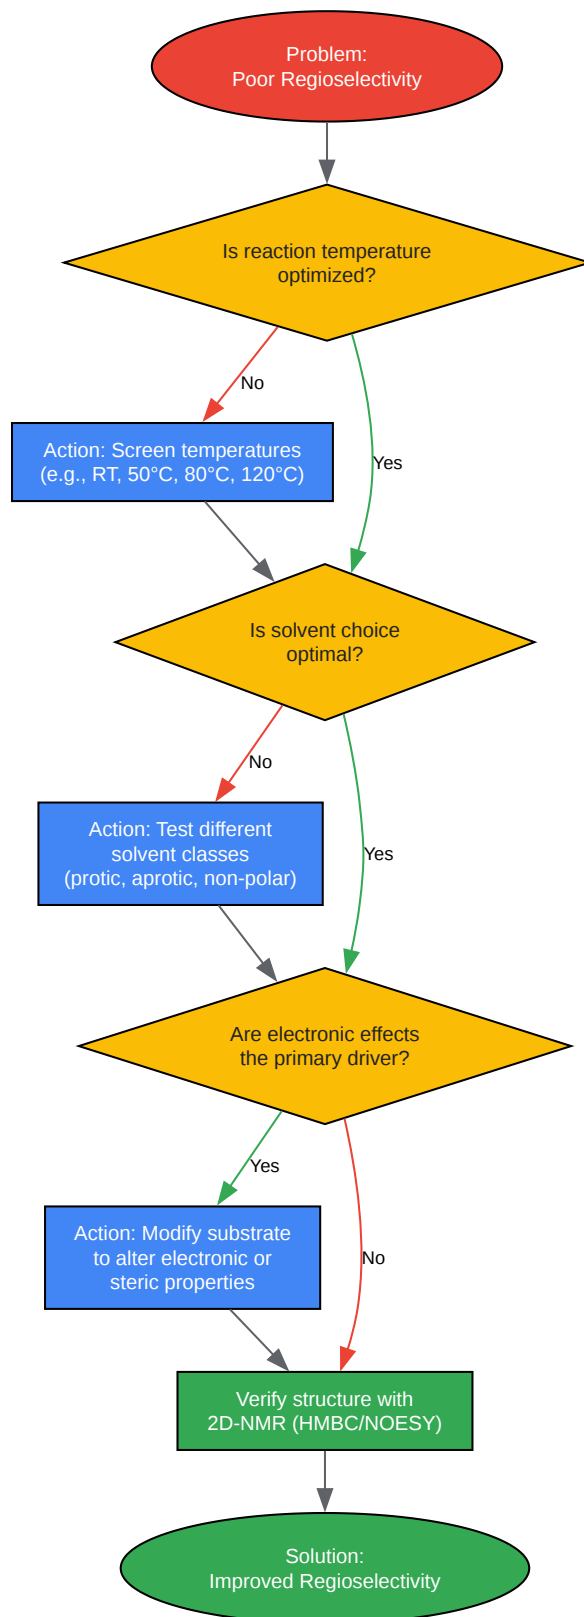 Problem:
Poor Regioselectivity
Is reaction temperature
optimized?
No
Action: Screen temperatures
(e.g., RT, 50°C, 80°C, 120°C)
Yes
Is solvent choice
optimal?
No
Action: Test different
solvent classes
(protic, aprotic, non-polar)
Yes
Are electronic effects
the primary driver?
Yes
Action: Modify substrate
to alter electronic or
steric properties
No
Verify structure with
2D-NMR (HMBC/NOESY)
Solution:
Improved Regioselectivity